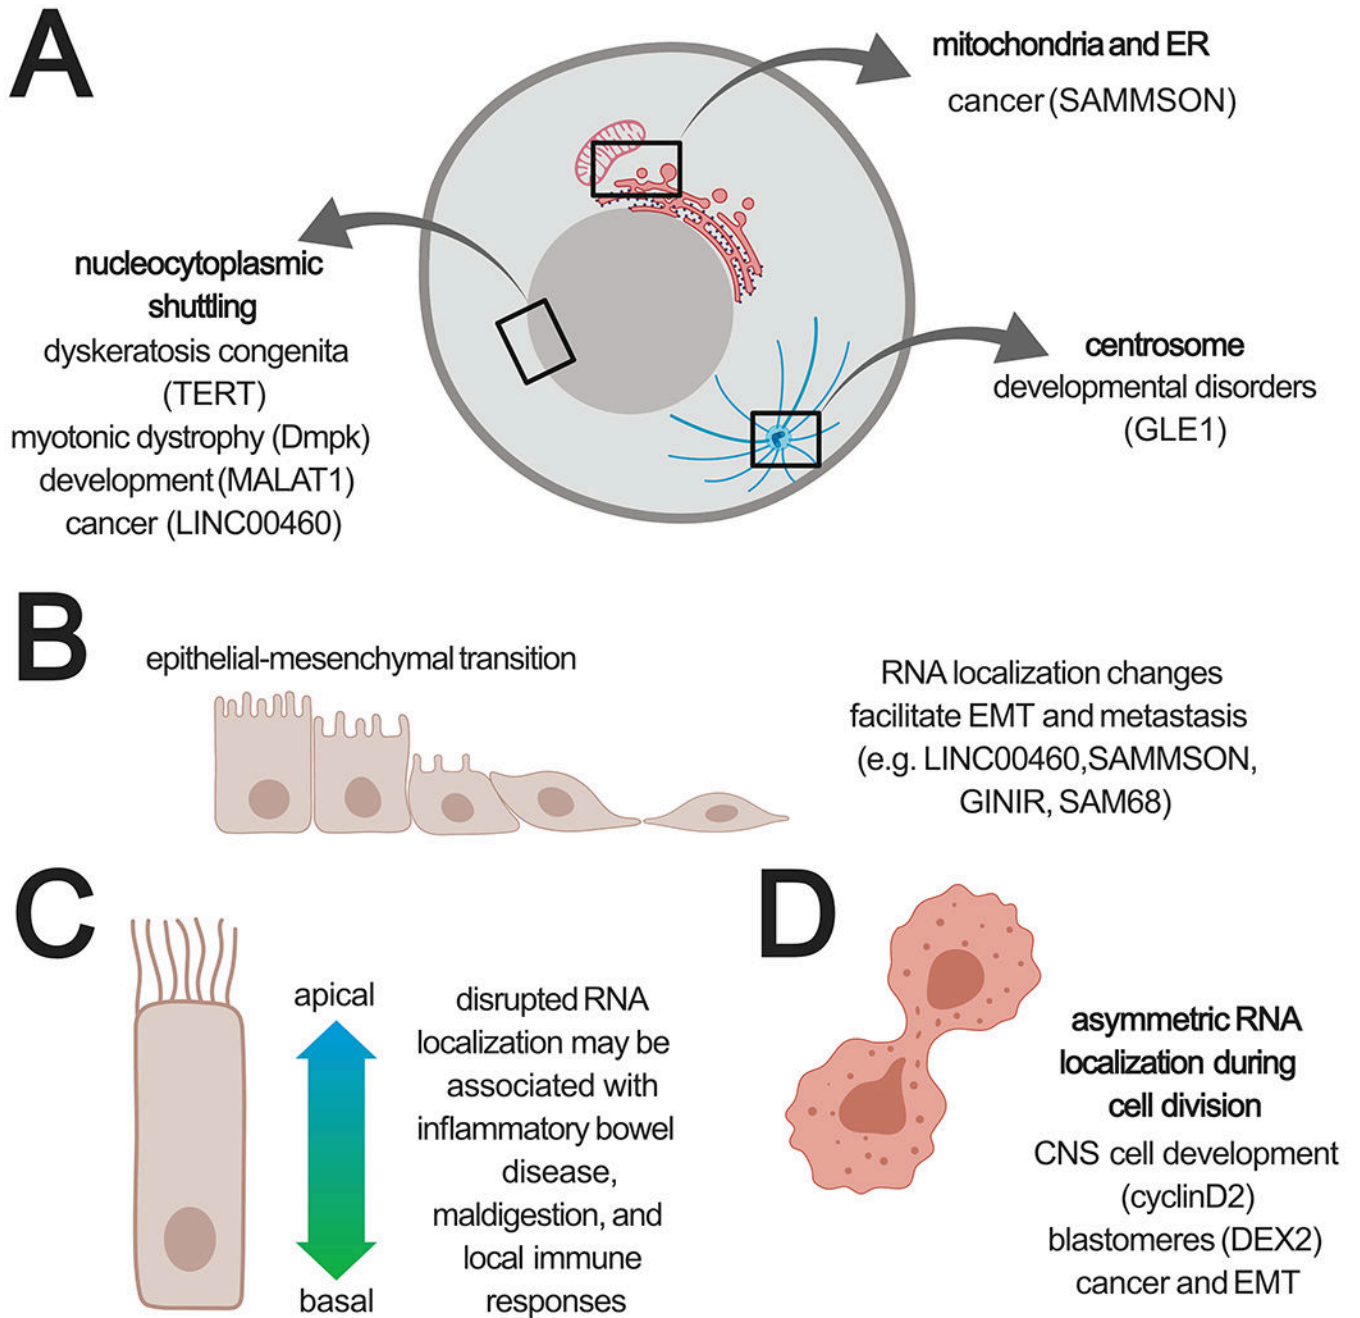 A
mitochondria and ER
cancer (SAMMSON)
nucleocytoplasmic
shuttling
dyskeratosis congenita
(TERT)
myotonic dystrophy (Dmpk)
development (MALAT1)
cancer (LINC00460)
centrosome
developmental disorders
(GLE1)
B
epithelial-mesenchymal transition
RNA localization changes
facilitate EMT and metastasis
(e.g. LINC00460,SAMMSON,
GINIR, SAM68)
C
apical
basal
disrupted RNA
localization may be
associated with
inflammatory bowel
disease,
maldigestion, and
local immune
responses
D
asymmetric RNA
localization during
cell division
CNS cell development
(cyclinD2)
blastomeres (DEX2)
cancer and EMT